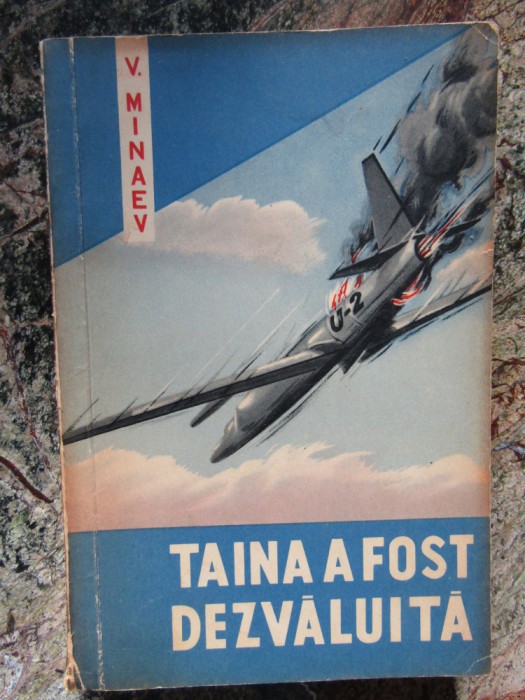 V. MINAEV
U-2
TAINA A FOST
DEZVĂLUITĂ